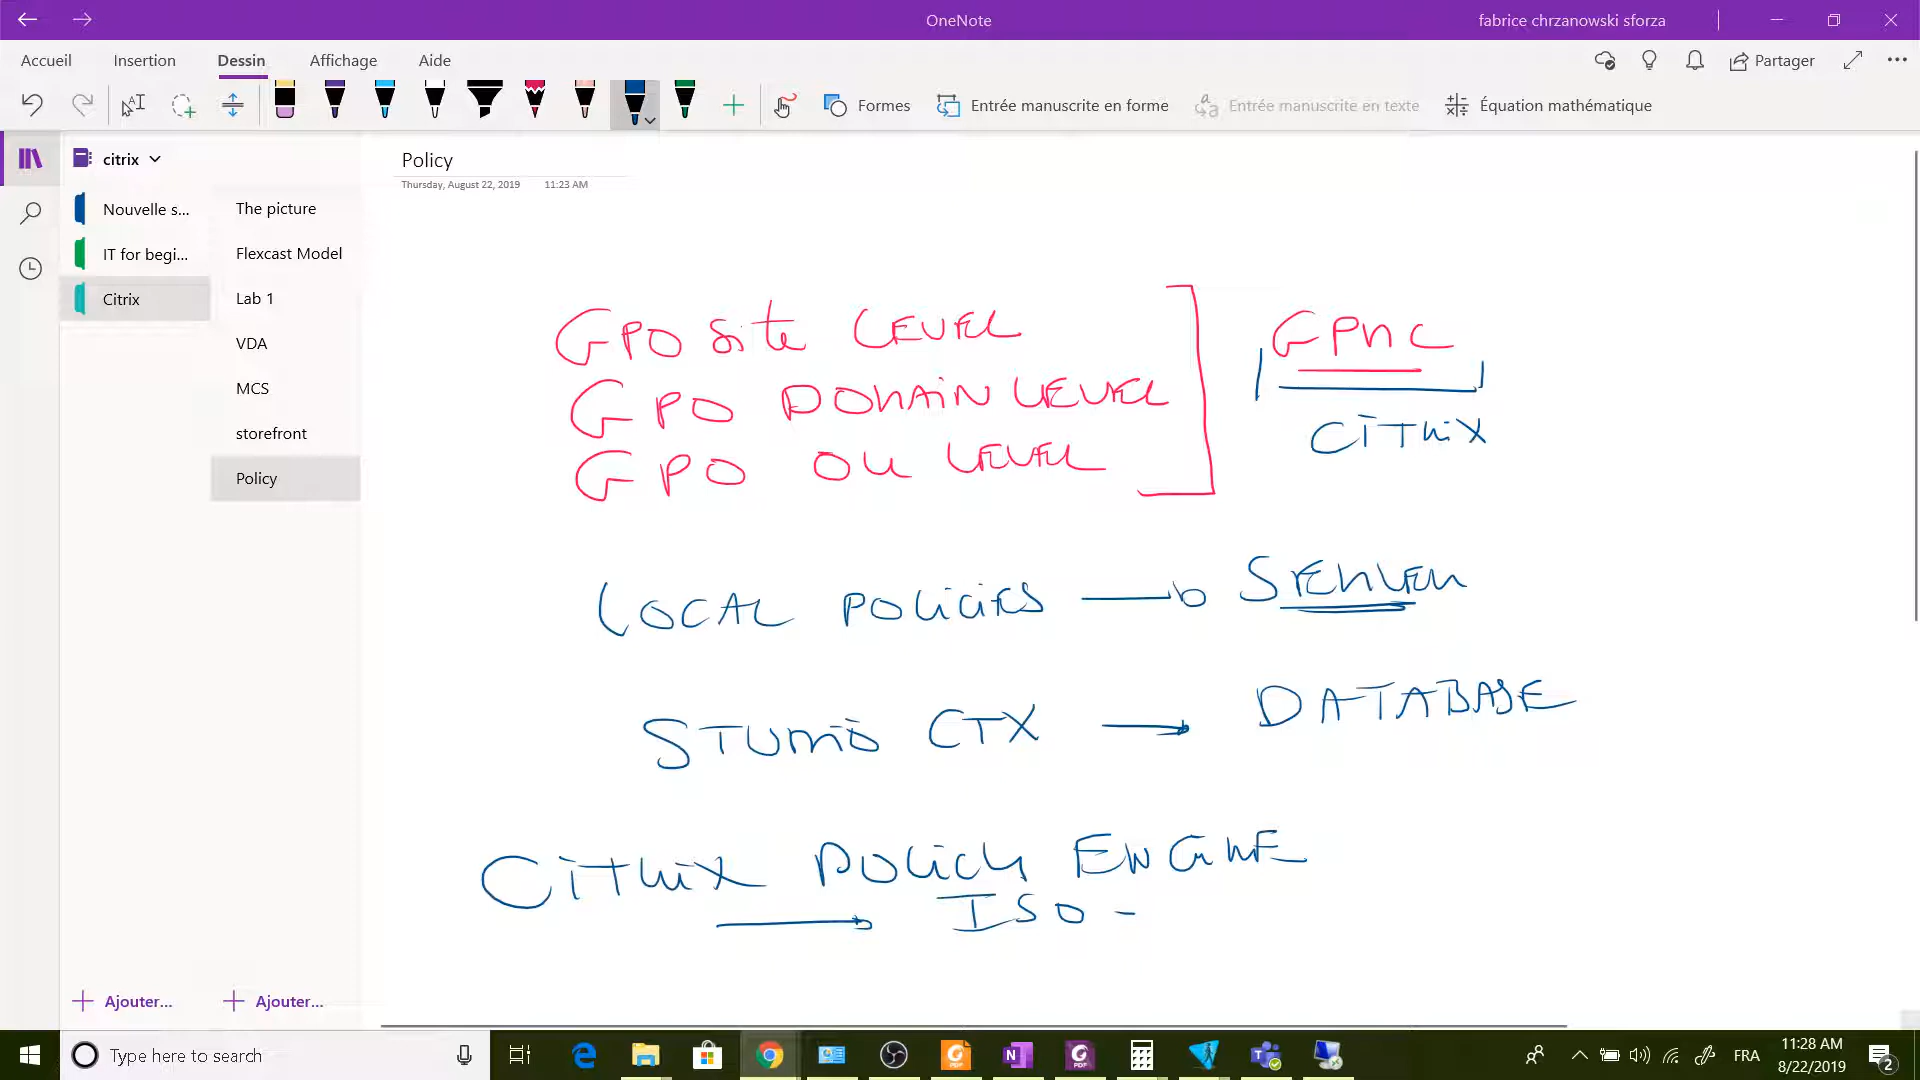 OneNote
fabrice chrzanowski sforza
Accueil Insertion Dessin Affichage Aide
Partager
Formes Entrée manuscrite en forme Entrée manuscrite en texte Équation mathématique
citrix
Policy
Thursday, August 22, 2019 11:23 AM
Nouvelle s...
IT for begi...
Citrix
The picture
Flexcast Model
Lab 1
VDA
MCS
storefront
Policy
GPO Site LEVEL
GPO DOMAIN LEVEL
GPO OU LEVEL
GPMC
CITRIX
LOCAL POLICIES → SERVER
STUDIO CTX → DATABASE
CITRIX POLICY ENGINE
→ ISO -
+ Ajouter...
+ Ajouter...
Type here to search
FRA
11:28 AM
8/22/2019
2